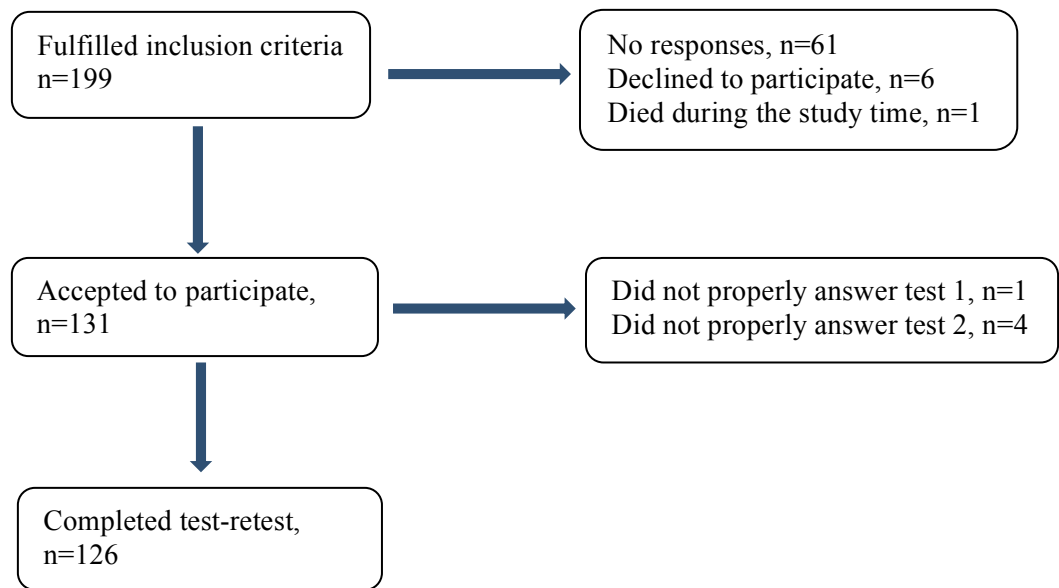 Fulfilled inclusion criteria
n=199
No responses, n=61
Declined to participate, n=6
Died during the study time, n=1
Accepted to participate,
n=131
Did not properly answer test 1, n=1
Did not properly answer test 2, n=4
Completed test-retest,
n=126